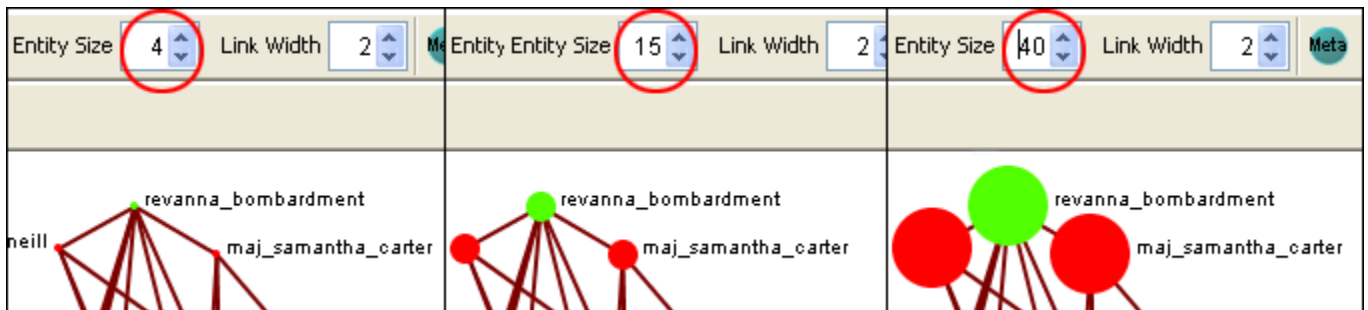 Entity Size 4 Link Width 2 Me
revanna_bombardment
neill
maj_samantha_carter
Entity Entity Size 15 Link Width 2
revanna_bombardment
maj_samantha_carter
Entity Size 40 Link Width 2 Meta
revanna_bombardment
maj_samantha_carter